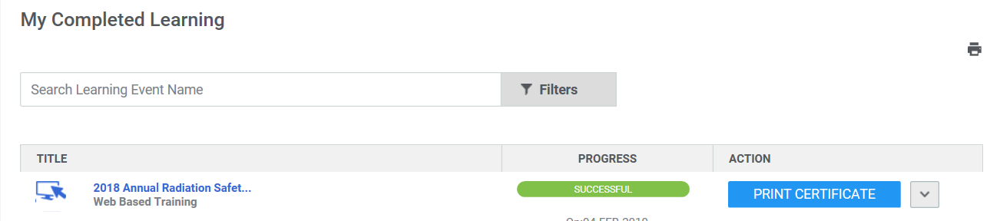 My Completed Learning
Search Learning Event Name
Filters
TITLE PROGRESS ACTION
2018 Annual Radiation Safet... SUCCESSFUL PRINT CERTIFICATE
Web Based Training